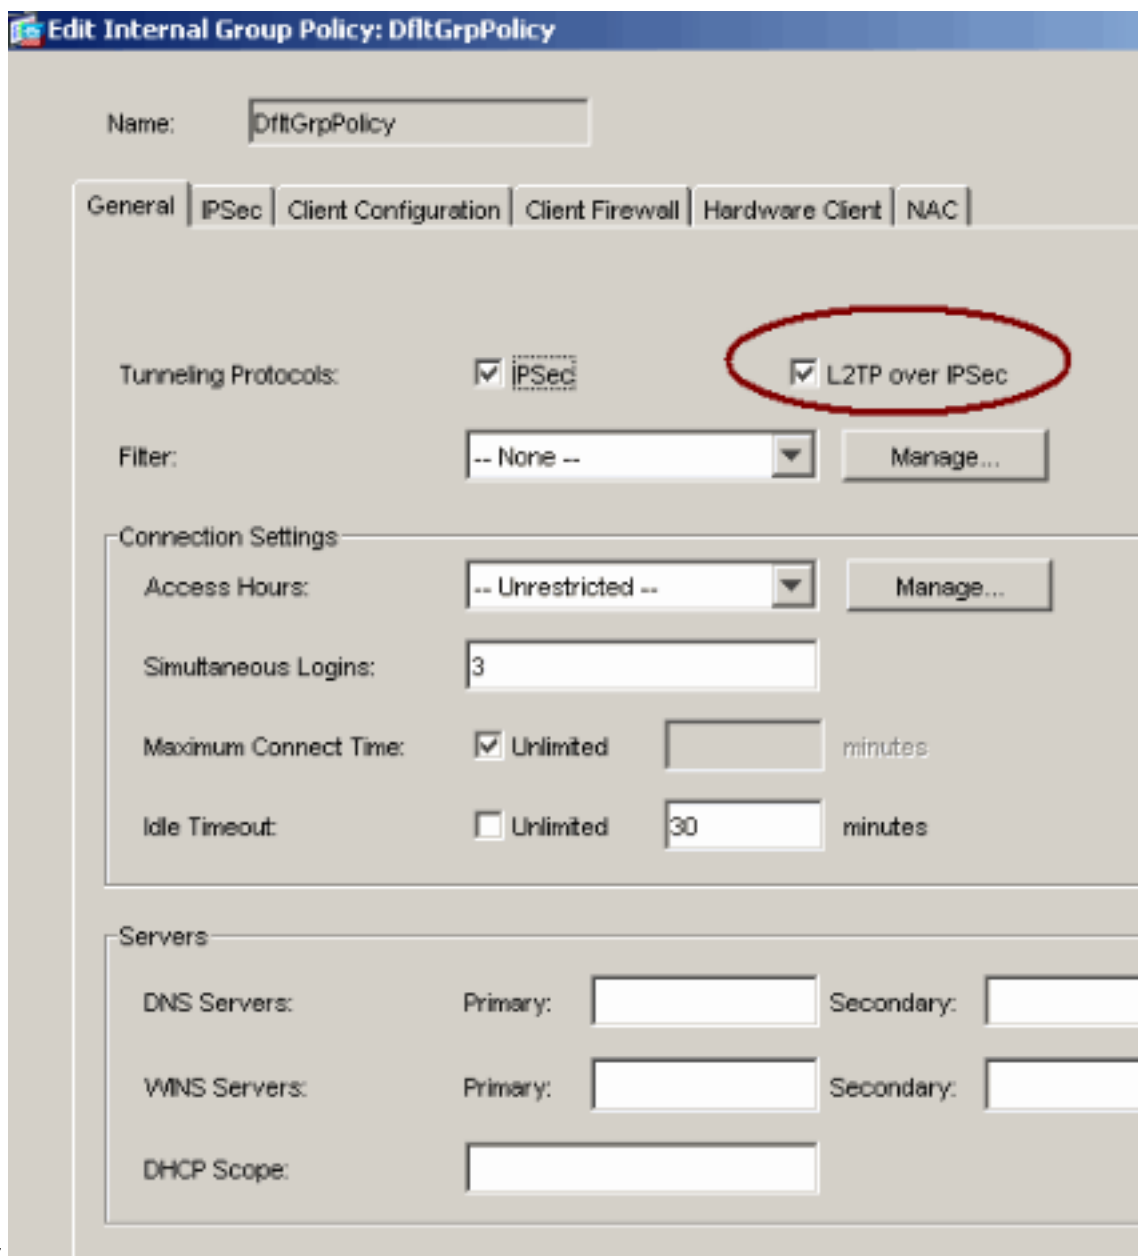 Edit Internal Group Policy: DfltGrpPolicy
Name: DfltGrpPolicy
General IPSec Client Configuration Client Firewall Hardware Client NAC
Tunneling Protocols: IPSec L2TP over IPSec
Filter: -- None -- Manage...
Connection Settings
Access Hours: -- Unrestricted -- Manage...
Simultaneous Logins: 3
Maximum Connect Time: Unlimited minutes
Idle Timeout: Unlimited 30 minutes
Servers
DNS Servers: Primary: Secondary:
WINS Servers: Primary: Secondary:
DHCP Scope: